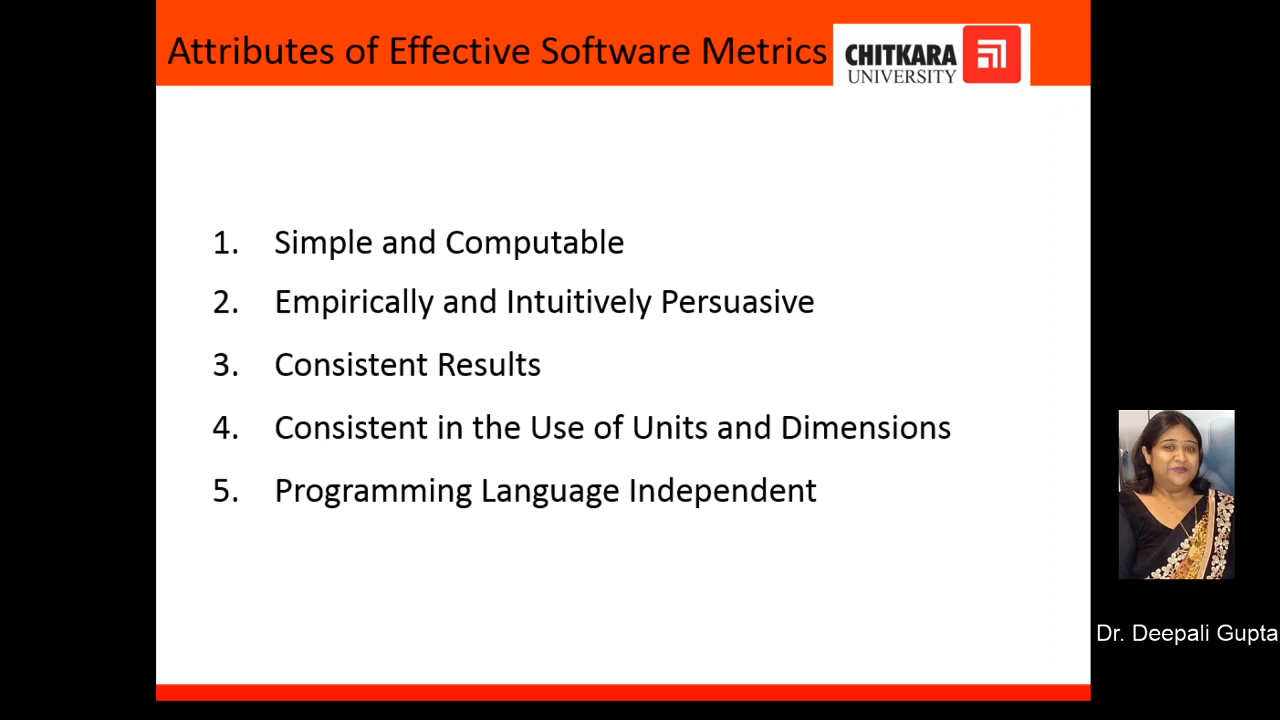 Attributes of Effective Software Metrics
CHITKARA
UNIVERSITY
1. Simple and Computable
2. Empirically and Intuitively Persuasive
3. Consistent Results
4. Consistent in the Use of Units and Dimensions
5. Programming Language Independent
Dr. Deepali Gupta